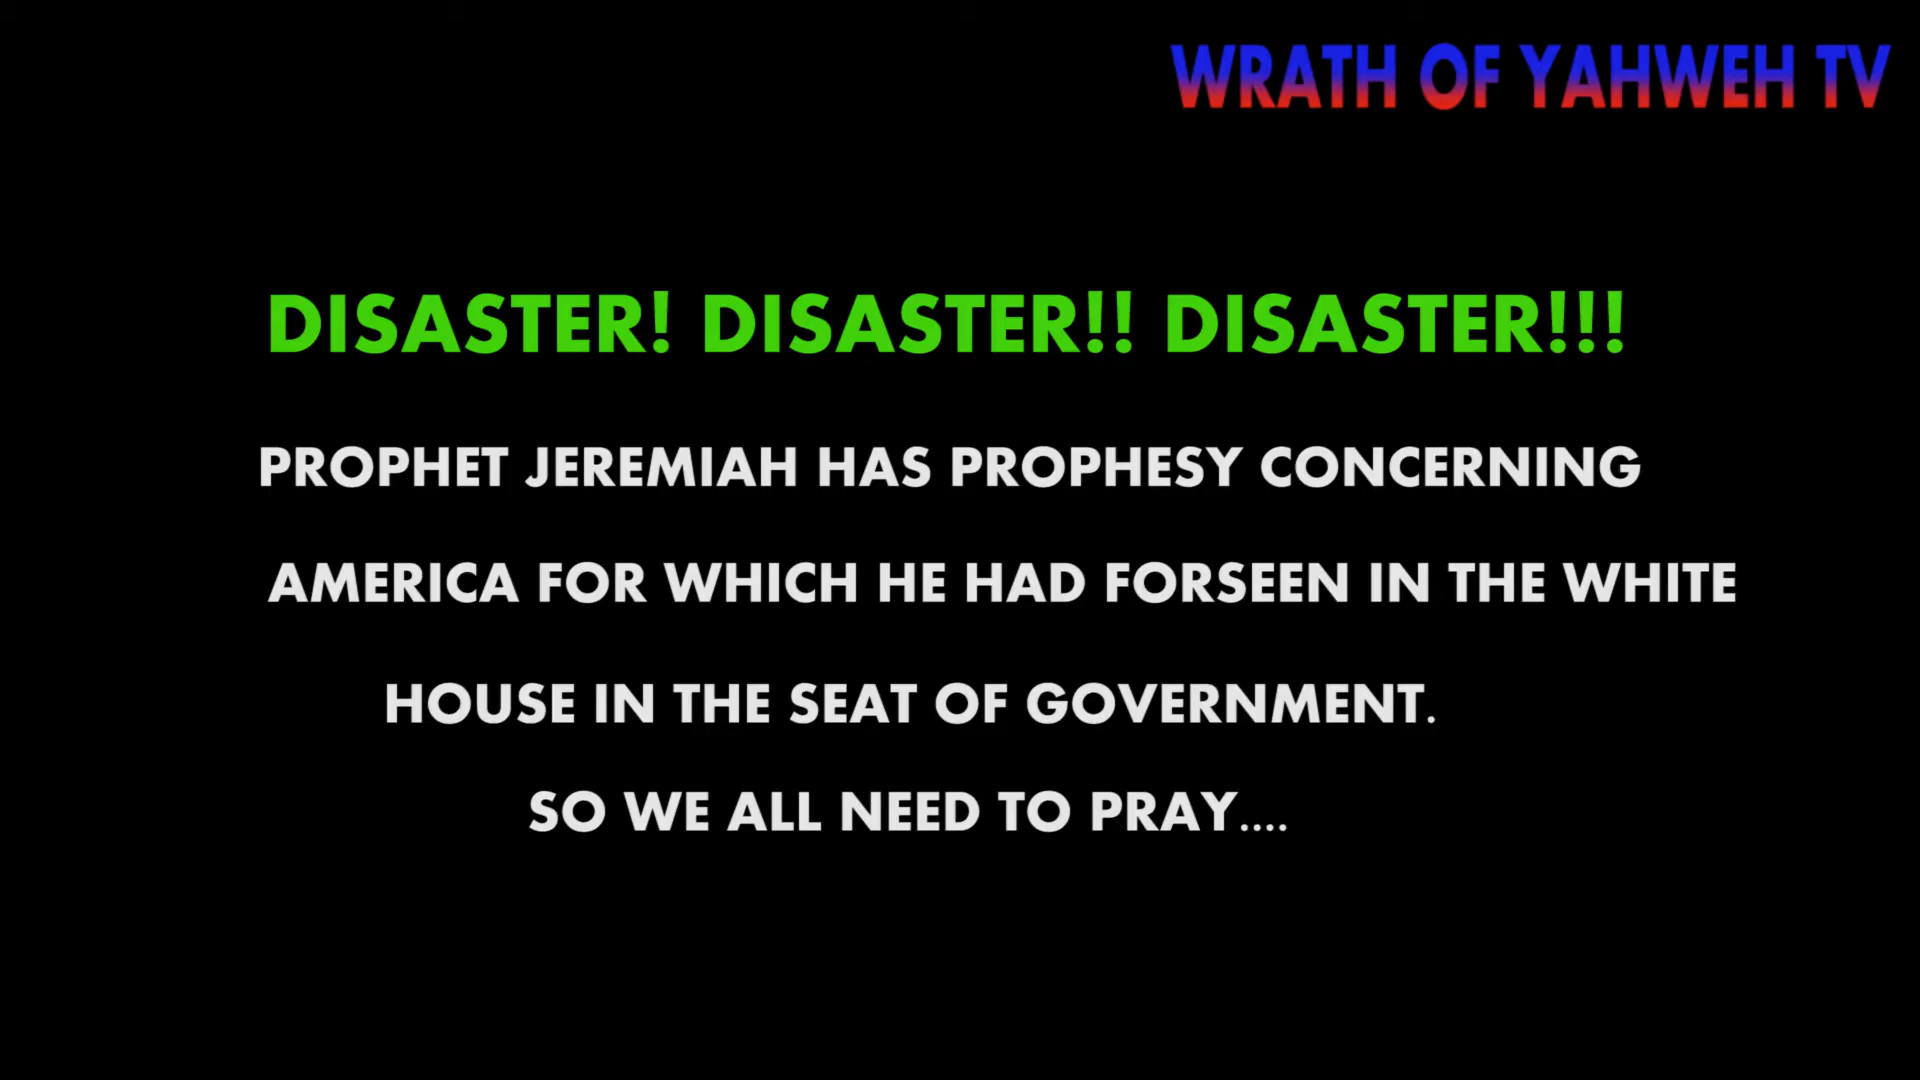 WRATH OF YAHWEH TV
DISASTER! DISASTER!! DISASTER!!!
PROPHET JEREMIAH HAS PROPHESY CONCERNING
AMERICA FOR WHICH HE HAD FORSEEN IN THE WHITE
HOUSE IN THE SEAT OF GOVERNMENT.
SO WE ALL NEED TO PRAY....